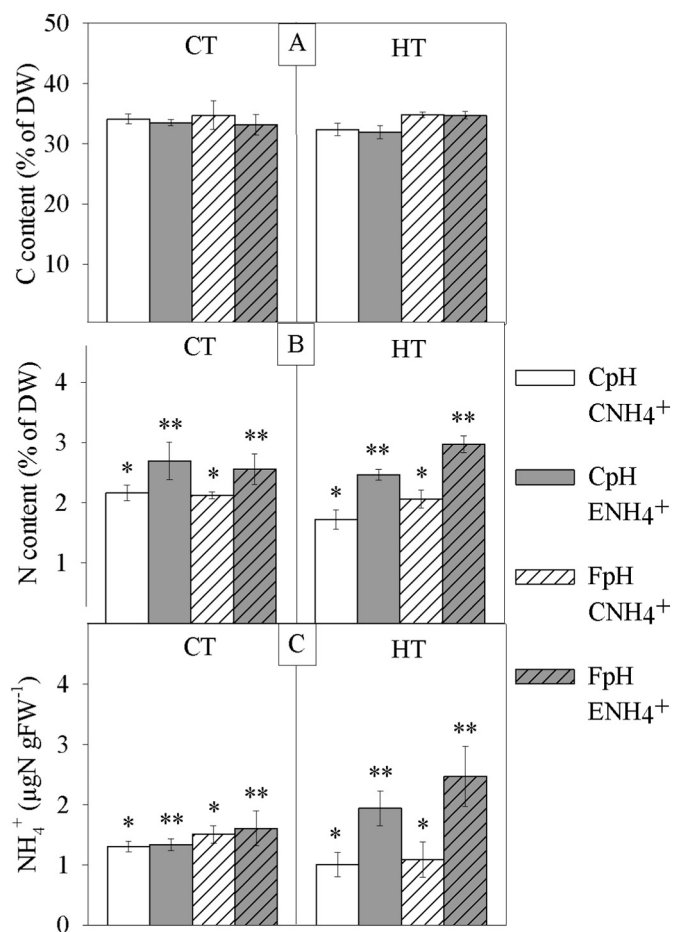 50
CT
A
HT
40
30
20
10
C content (% of DW)
CT
B
HT
4
3
2
1
N content (% of DW)
*
**
*
**
*
**
*
**
CT
C
HT
4
3
2
1
0
NH₄⁺ (µgN gFW⁻¹)
*
**
*
**
*
**
*
**
CpH
CNH4⁺
CpH
ENH4⁺
FpH
CNH4⁺
FpH
ENH4⁺